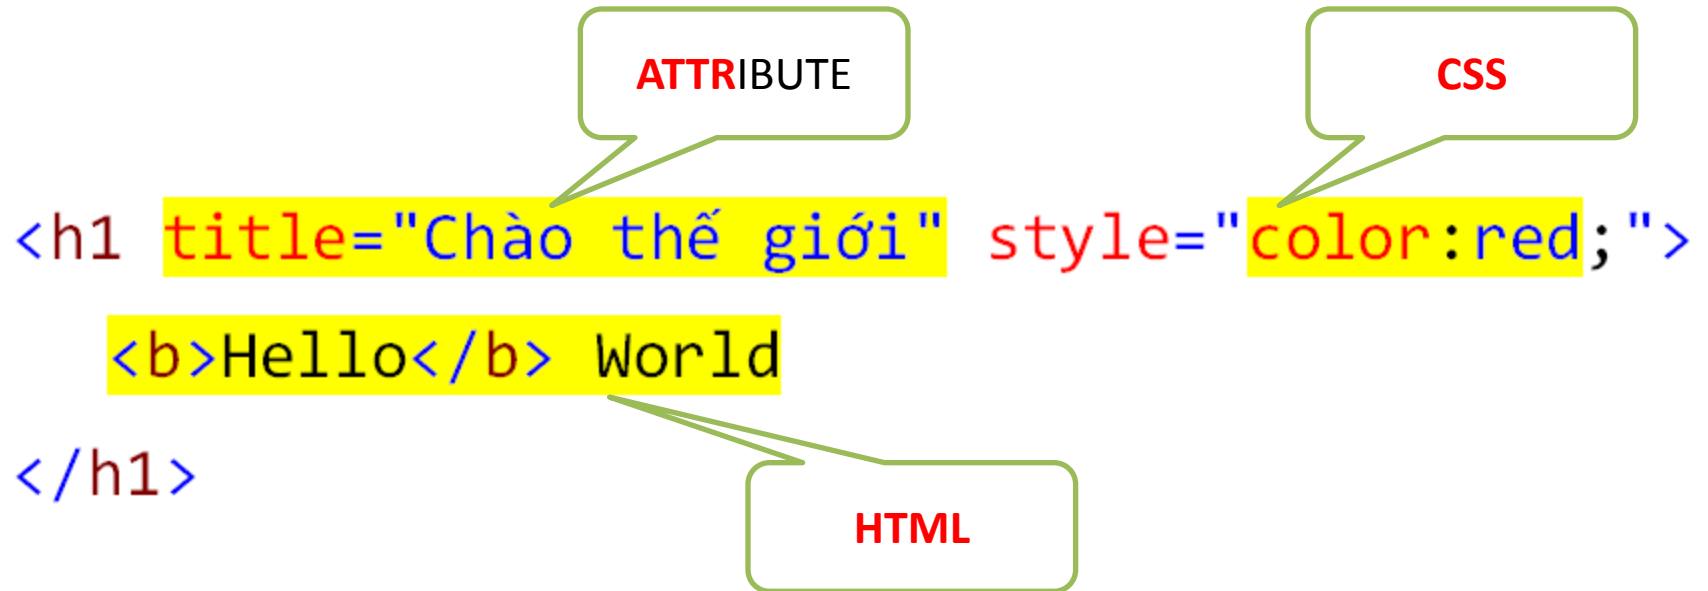 ATTRIBUTE
CSS
<h1 title="Chào thế giới" style="color:red;">
<b>Hello</b> World
</h1>
HTML